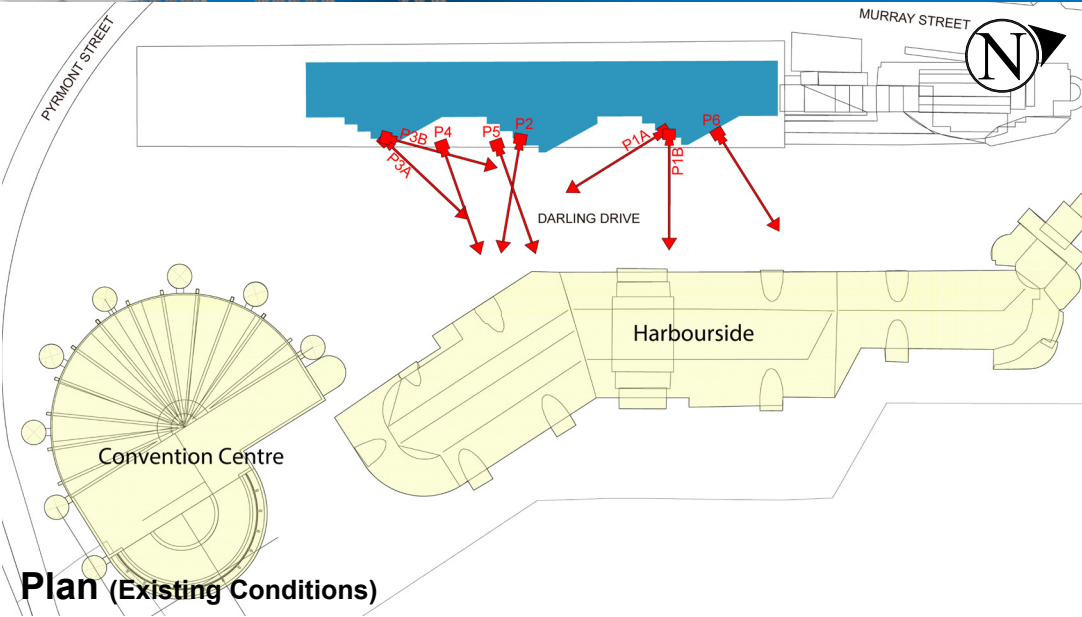 PYRMONT STREET
MURRAY STREET
N
P3B
P4
P5
P2
P1A
P1B
P6
P3A
DARLING DRIVE
Harbourside
Convention Centre
Plan (Existing Conditions)